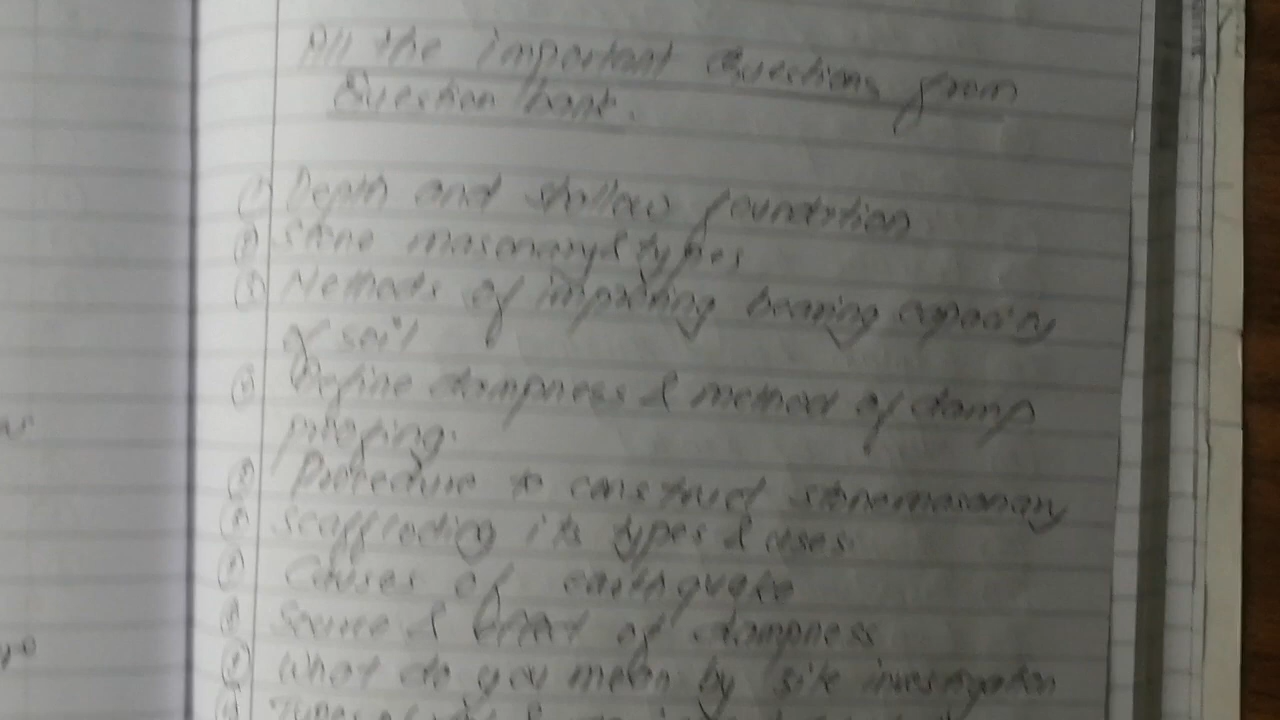 All the important Questions from
Question bank.
① Depth and shallow foundation
② Stone masonary & types
③ Methods of improving bearing capacity
of soil
④ Define dampness & method of damp
proofing.
⑤ Procedure to construct stonemasonary
⑥ Scaffolding its types & uses.
⑦ Causes of earthquake
⑧ Source & Effect of dampness
⑨ What do you mean by site investigation
Types of